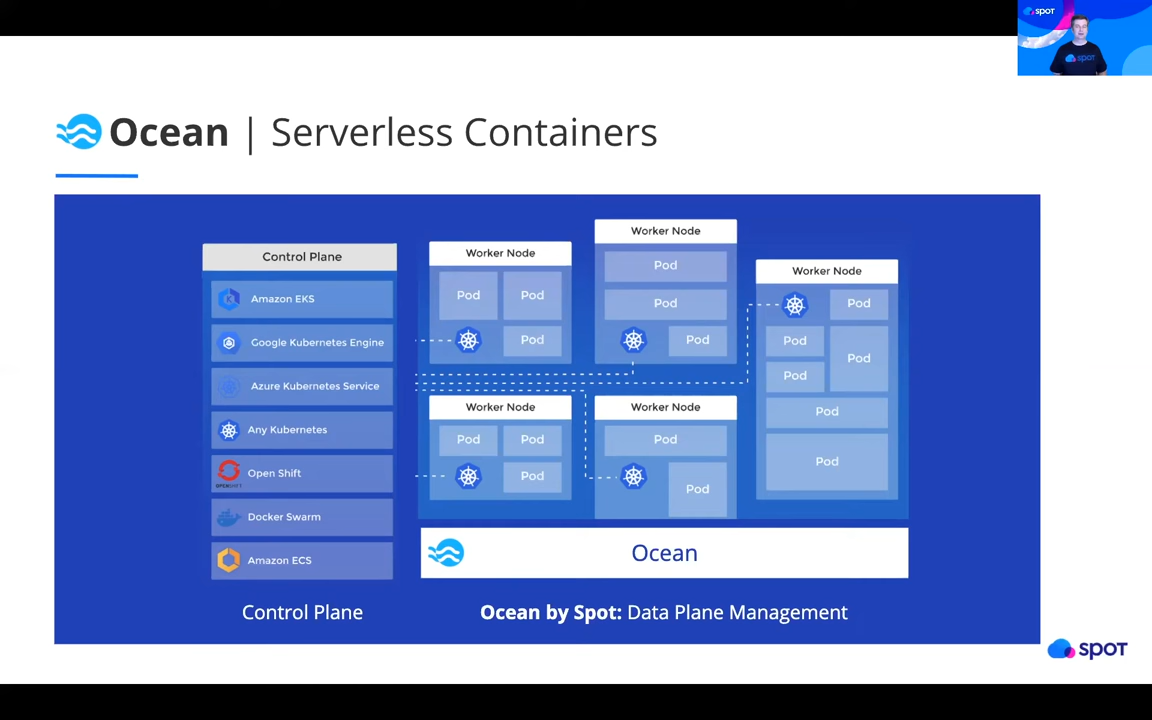 spot
spot
Ocean | Serverless Containers
Control Plane
Amazon EKS
Google Kubernetes Engine
Azure Kubernetes Service
Any Kubernetes
Open Shift
OPENSHIFT
Docker Swarm
Amazon ECS
Control Plane
Worker Node
Pod
Pod
Pod
Worker Node
Pod
Pod
Pod
Worker Node
Pod
Pod
Pod
Pod
Pod
Pod
Worker Node
Pod
Pod
Pod
Worker Node
Pod
Pod
Ocean
Ocean by Spot: Data Plane Management
spot